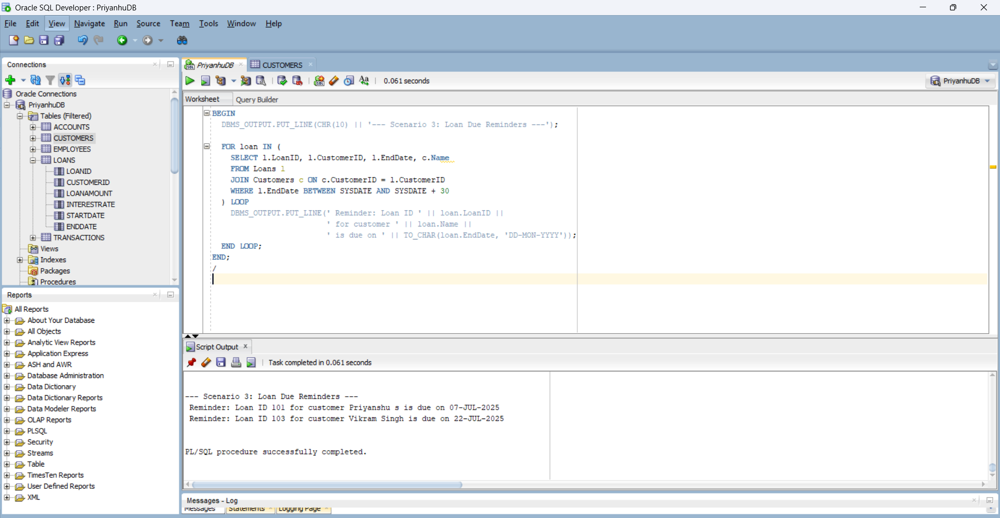 Oracle SQL Developer : PriyanhuDB
File Edit View Navigate Run Source Team Tools Window Help
Connections
Oracle Connections
PriyanhuDB
Tables (Filtered)
ACCOUNTS
CUSTOMERS
EMPLOYEES
LOANS
LOANID
CUSTOMERID
LOANAMOUNT
INTERESTRATE
STARTDATE
ENDDATE
TRANSACTIONS
Views
Indexes
Packages
Procedures
Reports
All Reports
About Your Database
All Objects
Analytic View Reports
Application Express
ASH and AWR
Database Administration
Data Dictionary
Data Dictionary Reports
Data Modeler Reports
OLAP Reports
PLSQL
Security
Streams
Table
TimesTen Reports
User Defined Reports
XML
PriyanhuDB CUSTOMERS
0.061 seconds PriyanhuDB
Worksheet Query Builder
BEGIN
DBMS_OUTPUT.PUT_LINE(CHR(10) || '--- Scenario 3: Loan Due Reminders ---');
FOR loan IN (
SELECT l.LoanID, l.CustomerID, l.EndDate, c.Name
FROM Loans l
JOIN Customers c ON c.CustomerID = l.CustomerID
WHERE l.EndDate BETWEEN SYSDATE AND SYSDATE + 30
) LOOP
DBMS_OUTPUT.PUT_LINE(' Reminder: Loan ID ' || loan.LoanID ||
' for customer ' || loan.Name ||
' is due on ' || TO_CHAR(loan.EndDate, 'DD-MON-YYYY'));
END LOOP;
END;
/
Script Output
Task completed in 0.061 seconds
--- Scenario 3: Loan Due Reminders ---
Reminder: Loan ID 101 for customer Priyanshu s is due on 07-JUL-2025
Reminder: Loan ID 103 for customer Vikram Singh is due on 22-JUL-2025
PL/SQL procedure successfully completed.
Messages - Log
Messages Statements Logging Page